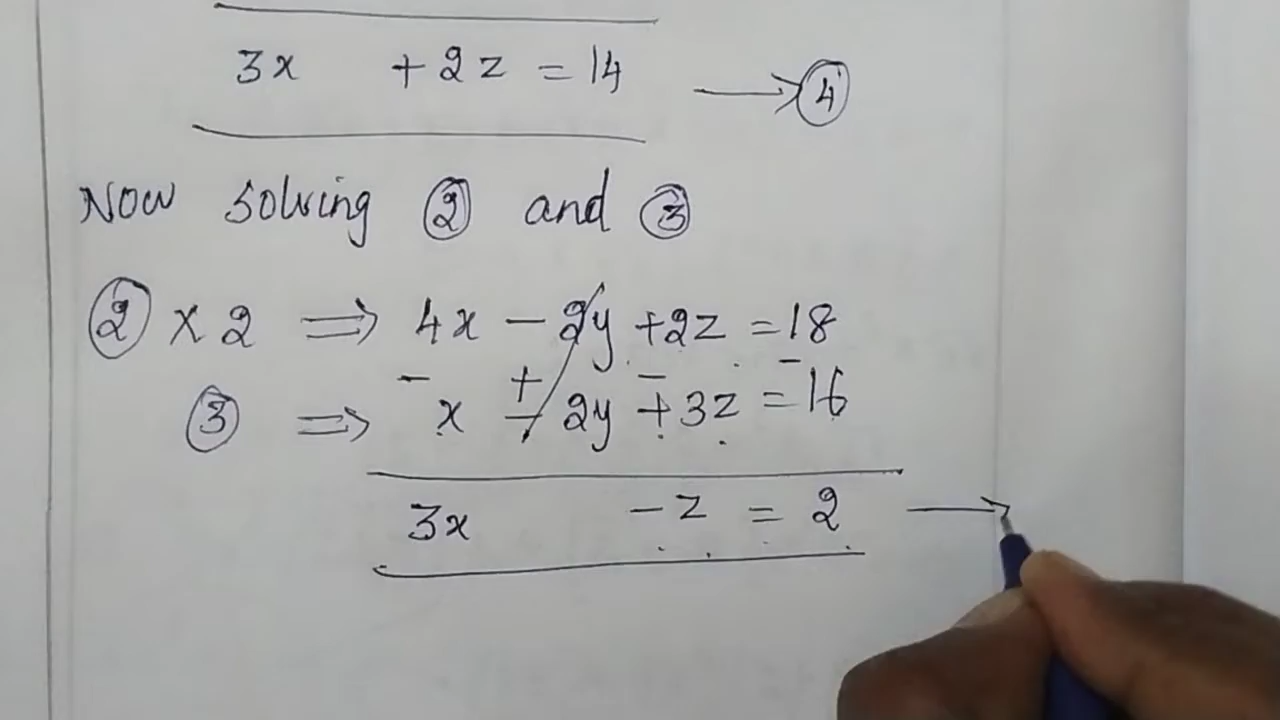 3x + 2z = 14 → ④
Now solving ② and ③
② × 2 ⇒ 4x − 2y + 2z = 18
− + − −
③ ⇒ x − 2y + 3z = 16
3x − z = 2 →